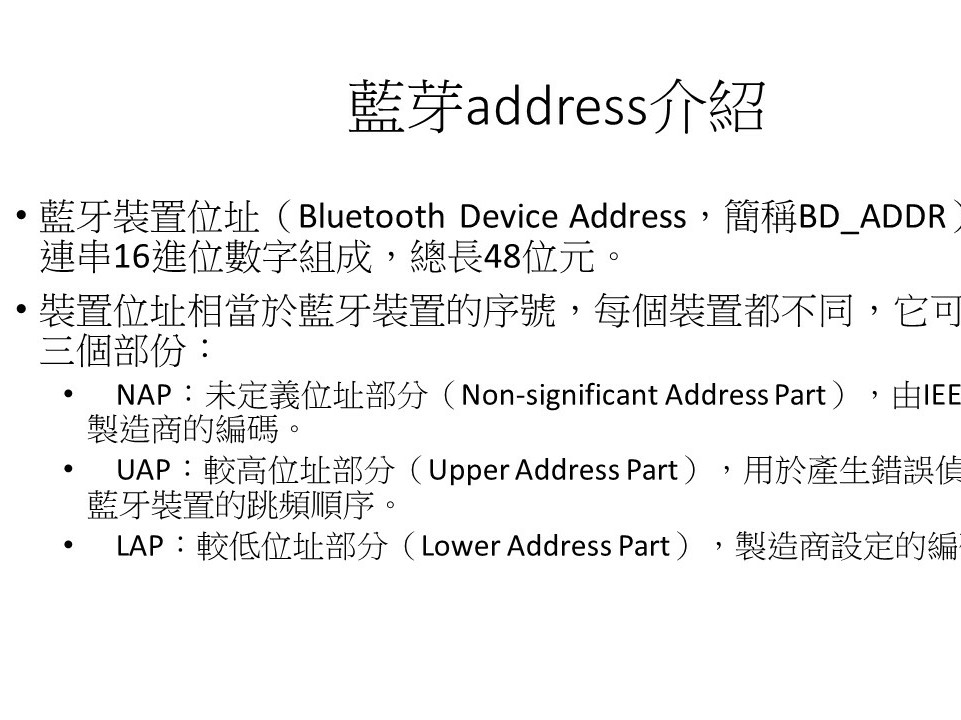 藍芽address介紹
• 藍牙裝置位址（Bluetooth Device Address，簡稱BD_ADDR）
連串16進位數字組成，總長48位元。
• 裝置位址相當於藍牙裝置的序號，每個裝置都不同，它可
三個部份：
• NAP：未定義位址部分（Non-significant Address Part），由IEE
製造商的編碼。
• UAP：較高位址部分（Upper Address Part），用於產生錯誤偵
藍牙裝置的跳頻順序。
• LAP：較低位址部分（Lower Address Part），製造商設定的編